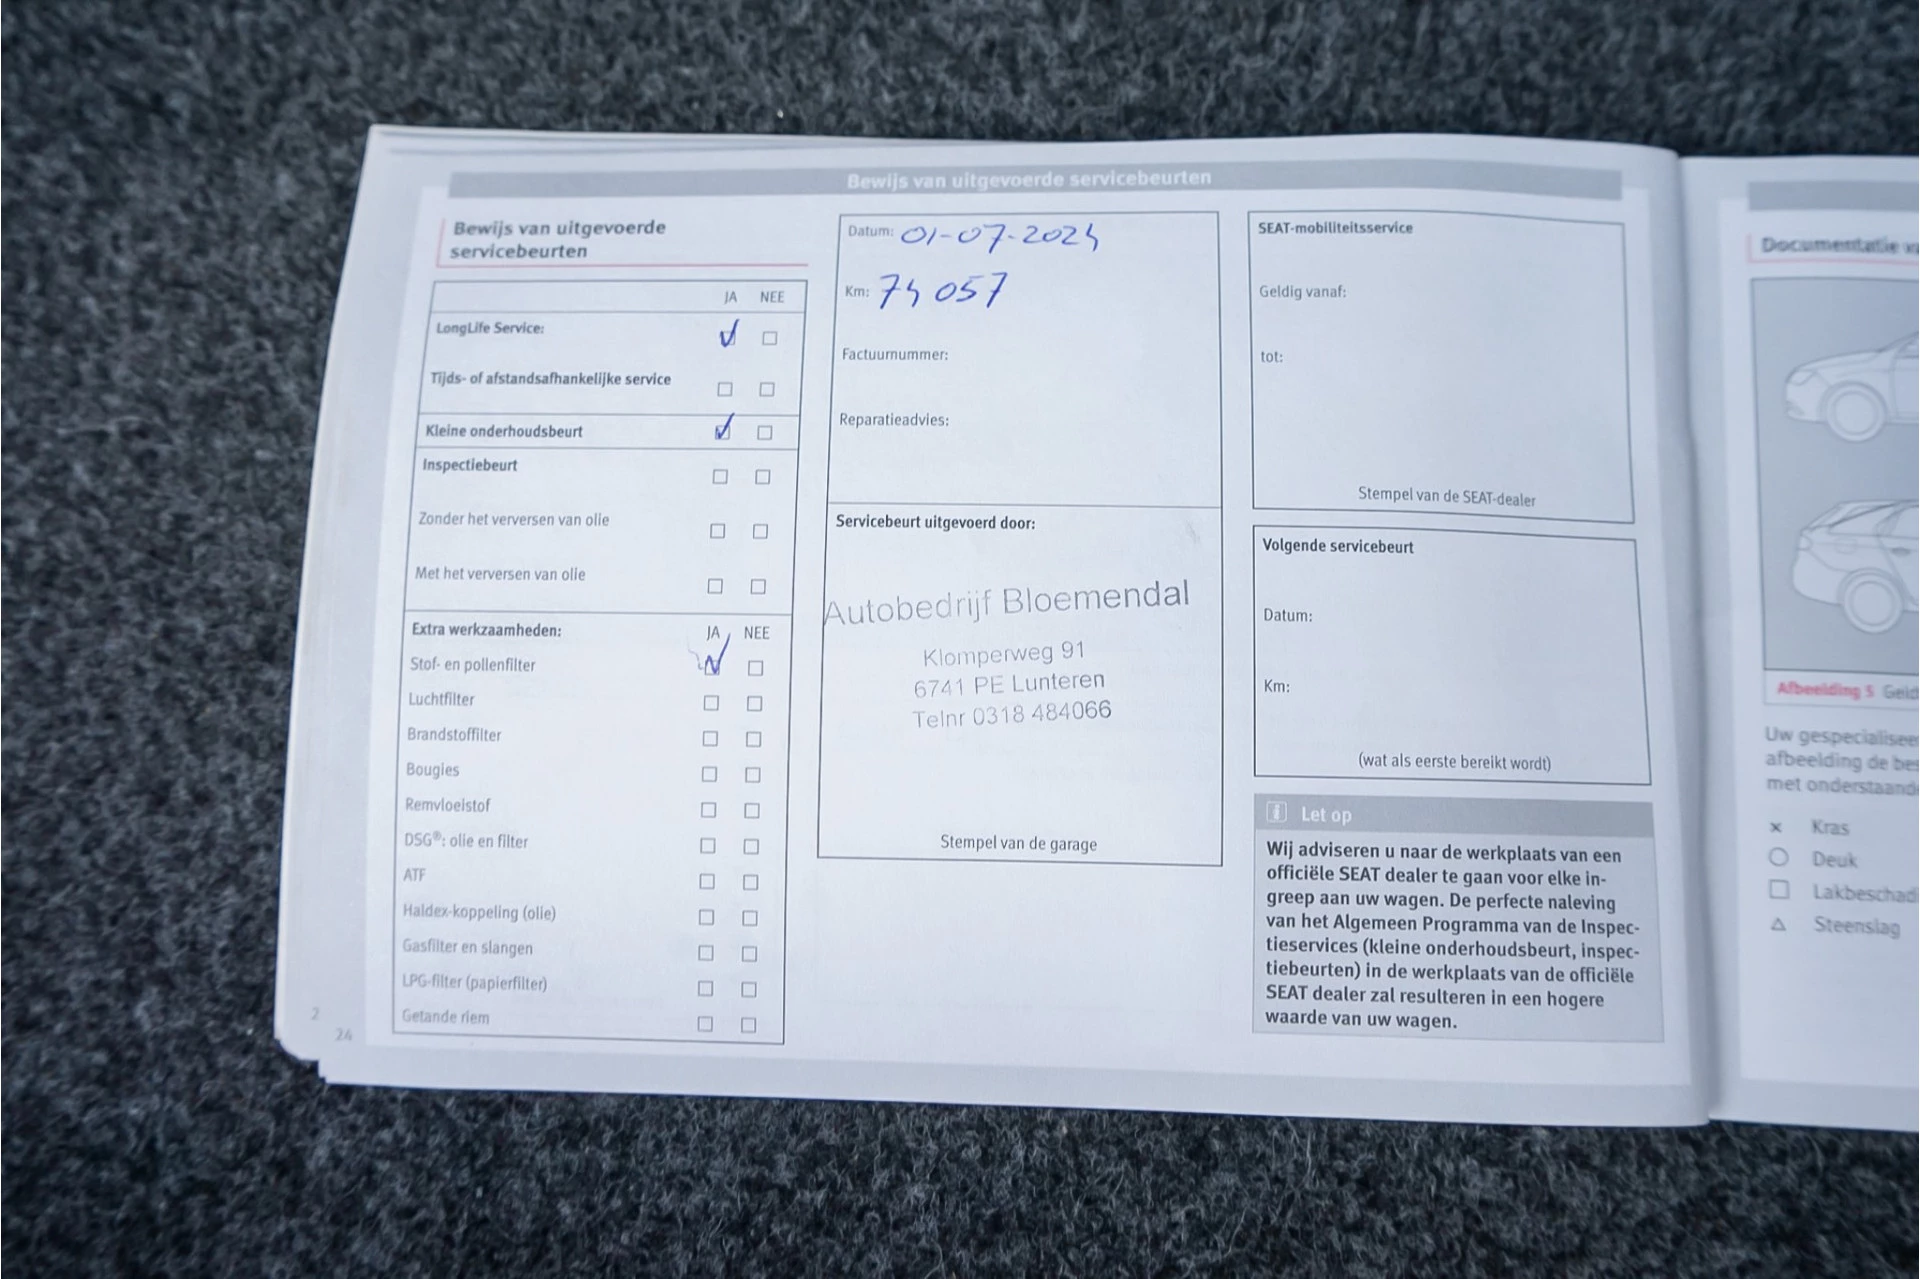 Bewijs van uitgevoerde servicebeurten
Bewijs van uitgevoerde
servicebeurten
JA NEE
LongLife Service:
Tijds- of afstandsafhankelijke service
Kleine onderhoudsbeurt
Inspectiebeurt
Zonder het verversen van olie
Met het verversen van olie
Extra werkzaamheden: JA NEE
Stof- en pollenfilter
Luchtfilter
Brandstoffilter
Bougies
Remvloeistof
DSG®: olie en filter
ATF
Haldex-koppeling (olie)
Gasfilter en slangen
LPG-filter (papierfilter)
Getande riem
2
24
Datum: 01-07-2024
Km: 74 057
Factuurnummer:
Reparatieadvies:
Servicebeurt uitgevoerd door:
Autobedrijf Bloemendal
Klomperweg 91
6741 PE Lunteren
Telnr 0318 484066
Stempel van de garage
SEAT-mobiliteitsservice
Geldig vanaf:
tot:
Stempel van de SEAT-dealer
Volgende servicebeurt
Datum:
Km:
(wat als eerste bereikt wordt)
i Let op
Wij adviseren u naar de werkplaats van een
officiële SEAT dealer te gaan voor elke in-
greep aan uw wagen. De perfecte naleving
van het Algemeen Programma van de Inspec-
tieservices (kleine onderhoudsbeurt, inspec-
tiebeurten) in de werkplaats van de officiële
SEAT dealer zal resulteren in een hogere
waarde van uw wagen.
Documentatie
Afbeelding 5
Uw
afbeelding de
met
× Kras
Deuk
Steenslag